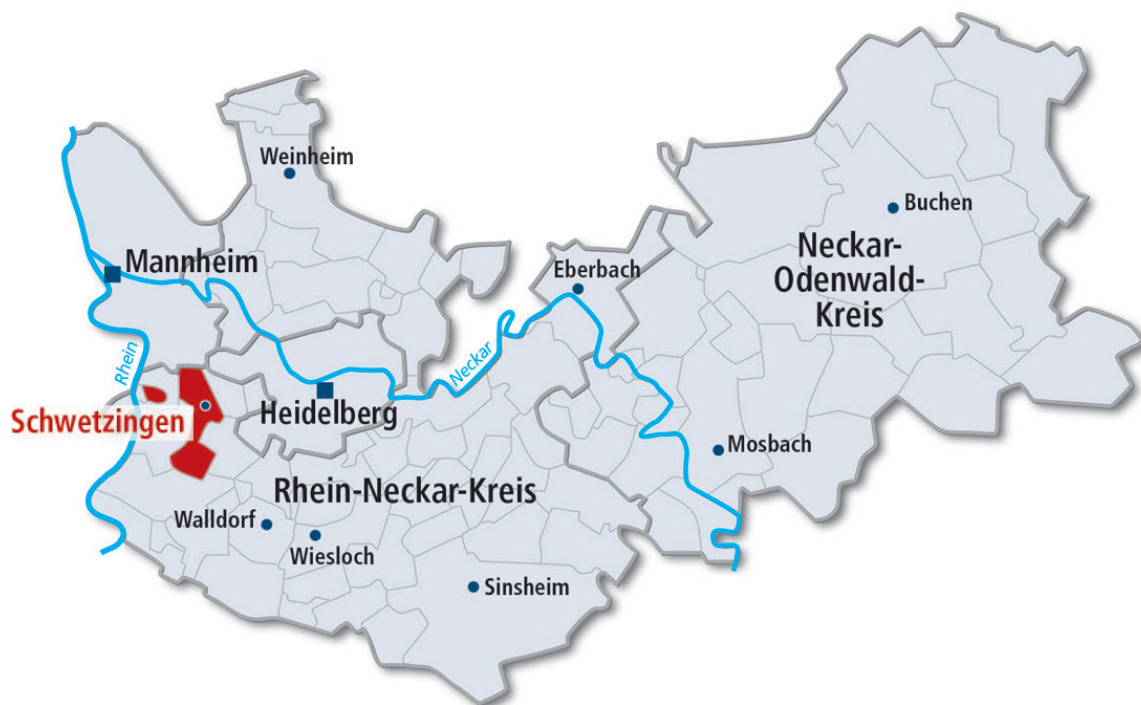 Weinheim
Buchen
Mannheim
Neckar-
Odenwald-
Kreis
Eberbach
Rhein
Neckar
Schwetzingen
Heidelberg
Mosbach
Rhein-Neckar-Kreis
Walldorf
Wiesloch
Sinsheim